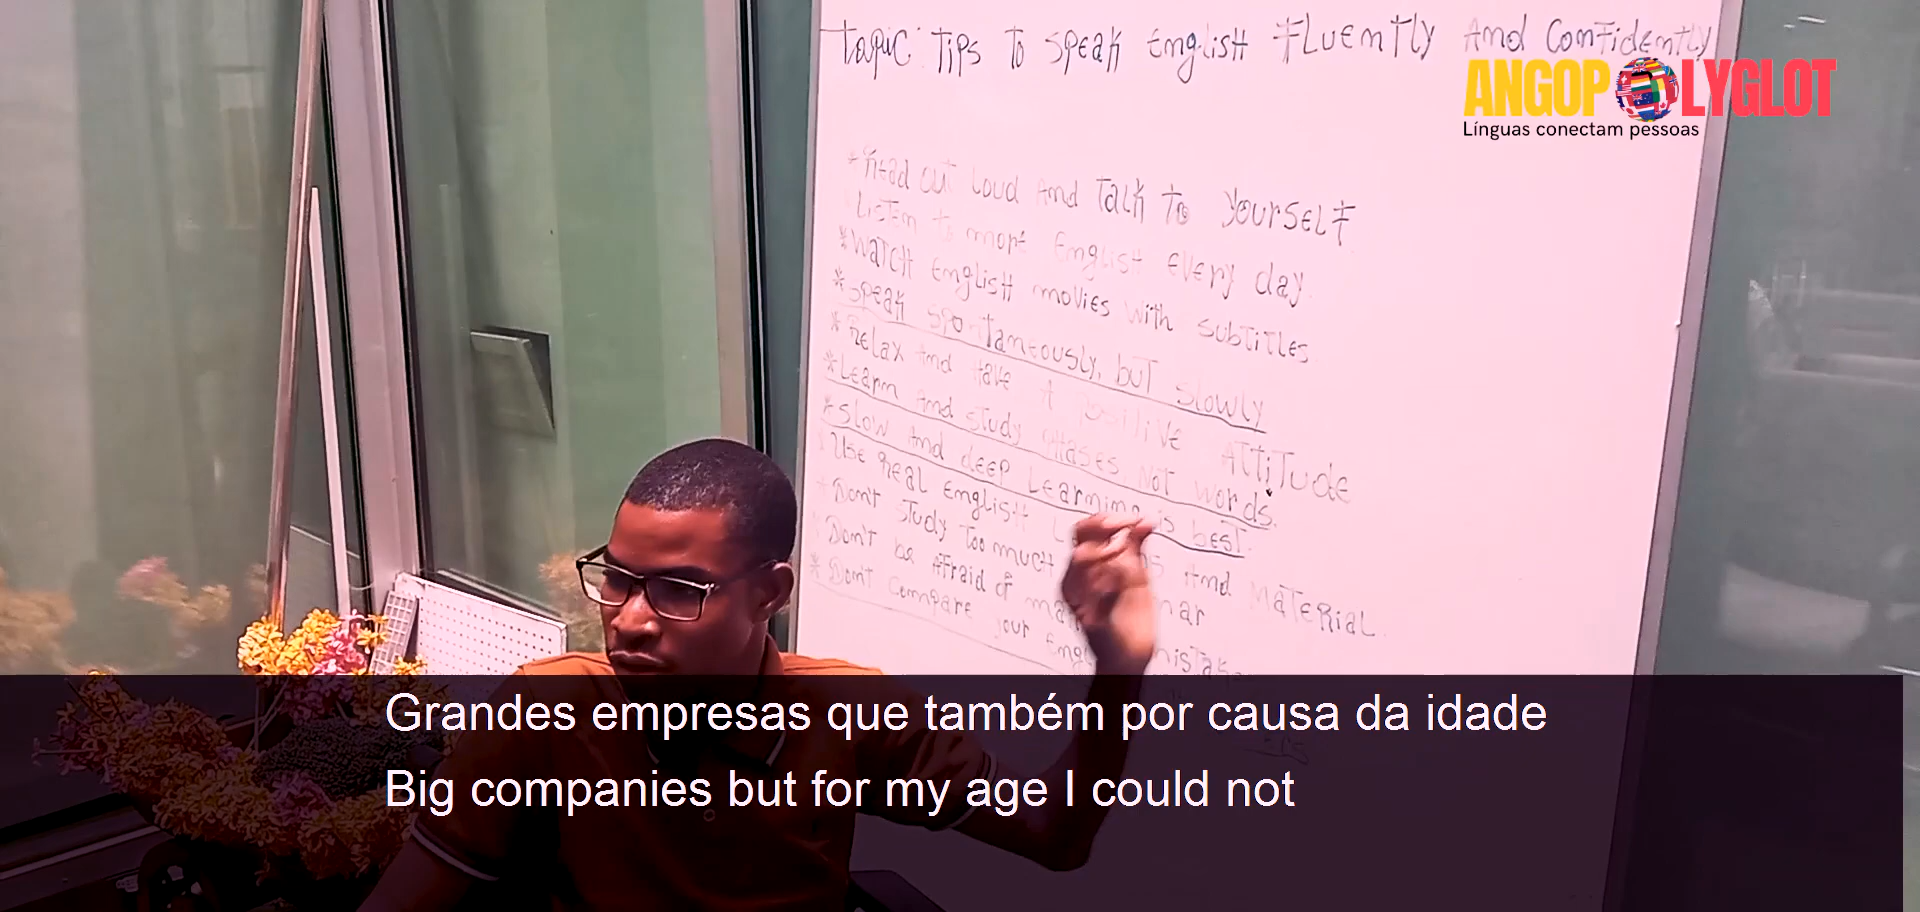 Topic: Tips To Speak English Fluently And Confidently
ANGOPOLYGLOT
Línguas conectam pessoas
* Read out loud And Talk to yourself
Listen to more English every day.
* Watch English movies with subtitles
* Speak spontaneously, but slowly
* Relax And Have A positive Attitude
* Learn And study phrases Not words.
* Slow And deep Learning is best.
Use Real English And MATERIAL.
* Don't study Too much
Don't be Afraid of
* Don't Compare your
Grandes empresas que também por causa da idade
Big companies but for my age I could not